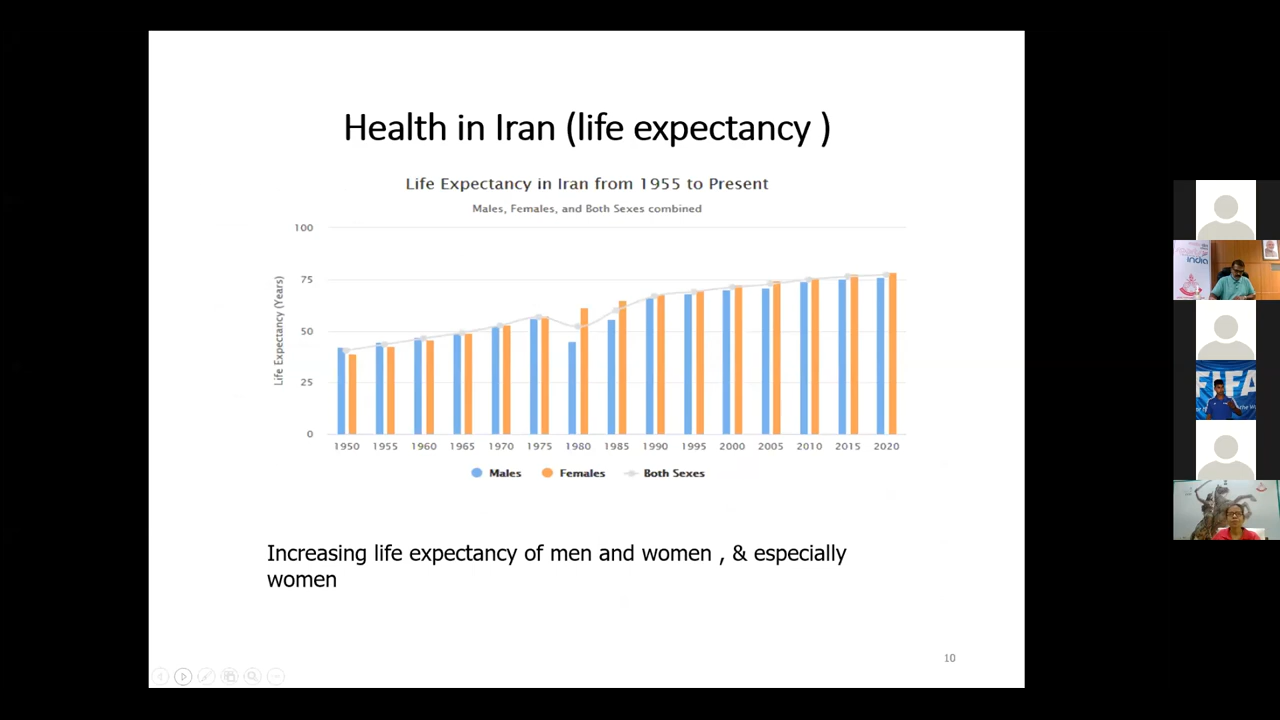 Health in Iran (life expectancy )
Life Expectancy in Iran from 1955 to Present
Males, Females, and Both Sexes combined
Life Expectancy (Years)
100
75
50
25
0
1950 1955 1960 1965 1970 1975 1980 1985 1990 1995 2000 2005 2010 2015 2020
Males Females Both Sexes
Increasing life expectancy of men and women , & especially
women
10
india
FIFA